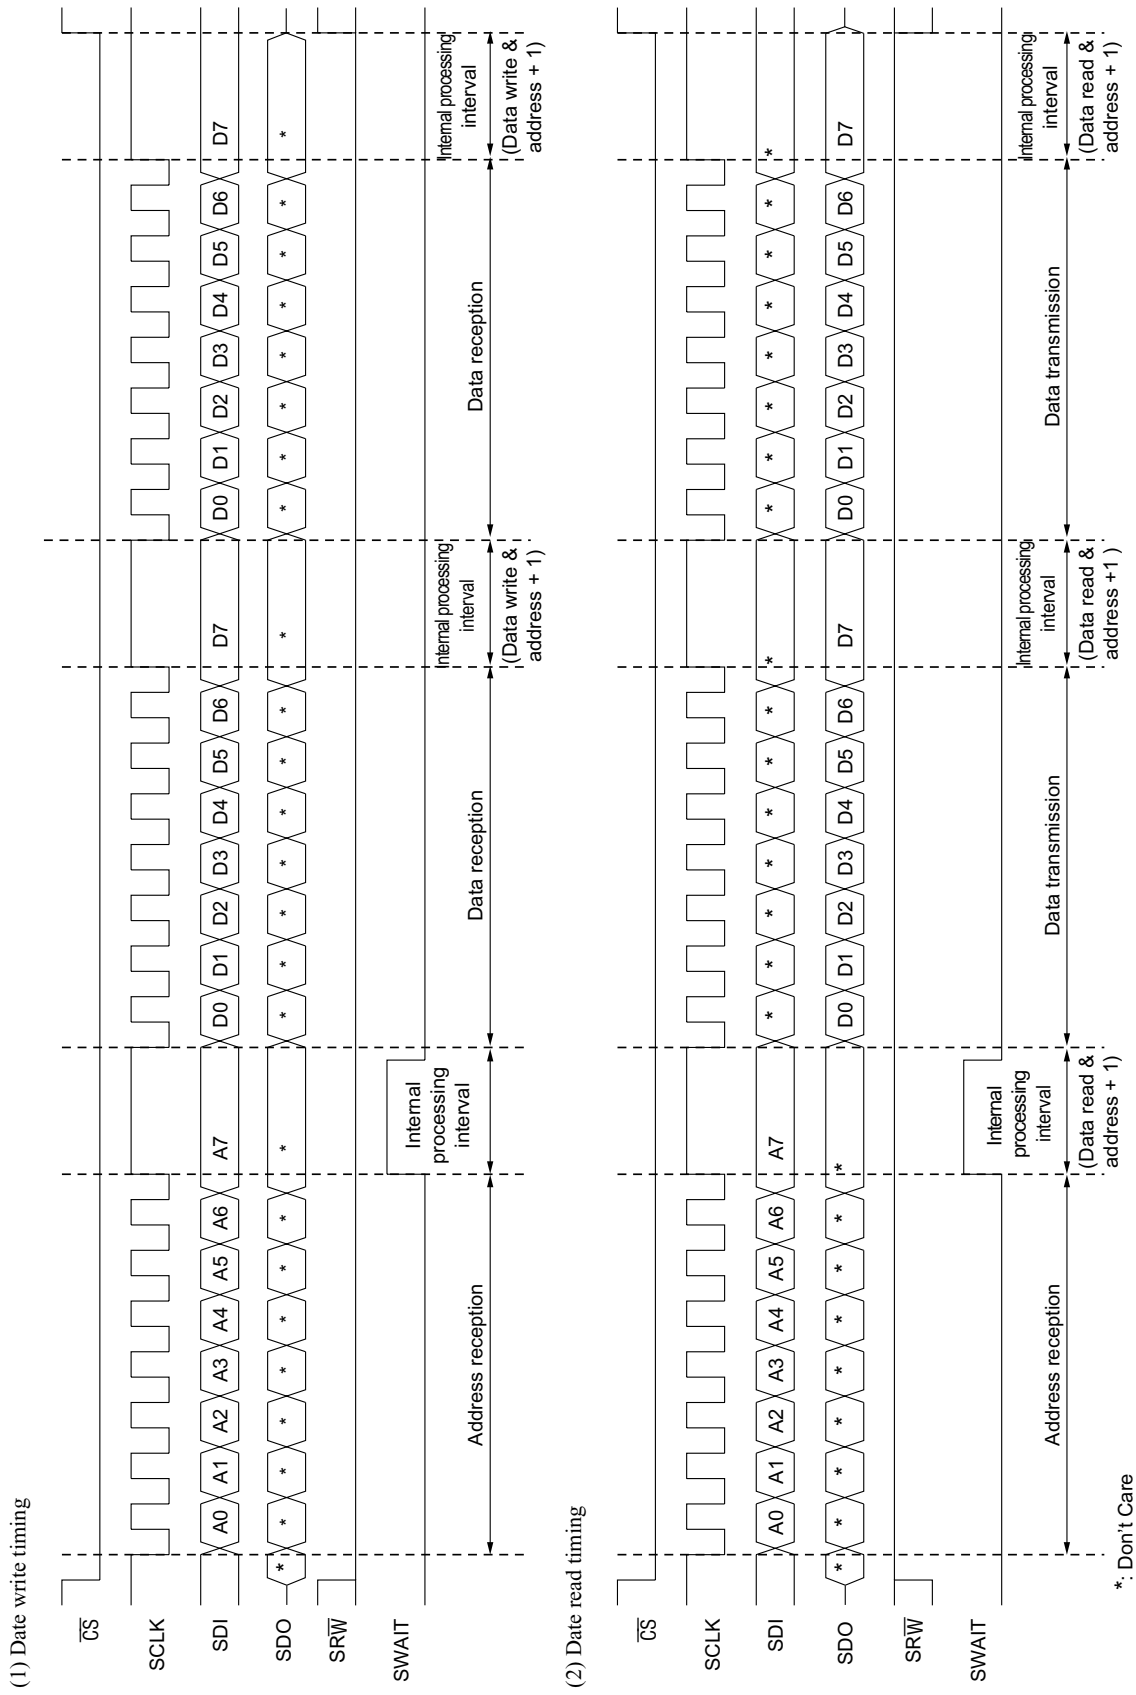 (1) Date write timing
CS
SCLK
SDI A0 A1 A2 A3 A4 A5 A6 A7 D0 D1 D2 D3 D4 D5 D6 D7 D0 D1 D2 D3 D4 D5 D6 D7
SDO * * * * * * * * * * * * * * * * * * * * * * * * *
SRW
SWAIT
Internal
processing
interval
Address reception
Data reception
Internal processing
interval
(Data write &
address + 1)
Data reception
Internal processing
interval
(Data write &
address + 1)
(2) Date read timing
CS
SCLK
SDI A0 A1 A2 A3 A4 A5 A6 A7 * * * * * * * * * * * * * * * *
SDO * * * * * * * * * D0 D1 D2 D3 D4 D5 D6 D7 D0 D1 D2 D3 D4 D5 D6 D7
SRW
SWAIT
Internal
processing
interval
Address reception
(Data read &
address + 1)
Data transmission
Internal processing
interval
(Data read &
address +1 )
Data transmission
Internal processing
interval
(Data read &
address + 1)
*: Don't Care